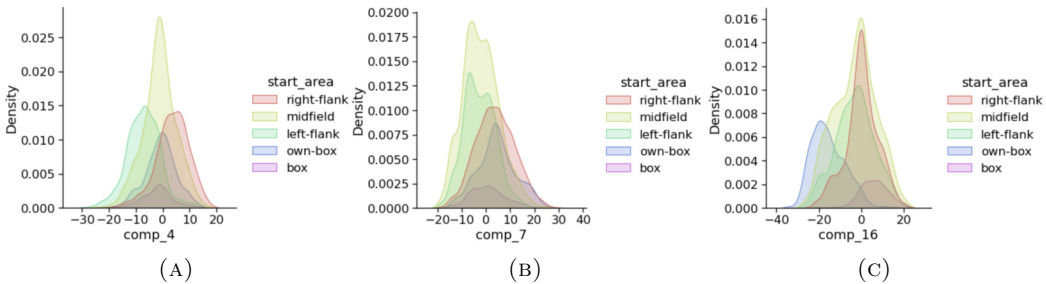 0.025
0.020
0.015
0.010
0.005
0.000
Density
−30 −20 −10 0 10 20
comp_4
start_area
right-flank
midfield
left-flank
own-box
box
(A)
0.0200
0.0175
0.0150
0.0125
0.0100
0.0075
0.0050
0.0025
0.0000
Density
−20 −10 0 10 20 30 40
comp_7
start_area
right-flank
midfield
left-flank
own-box
box
(B)
0.016
0.014
0.012
0.010
0.008
0.006
0.004
0.002
0.000
Density
−40 −20 0 20
comp_16
start_area
right-flank
midfield
left-flank
own-box
box
(C)